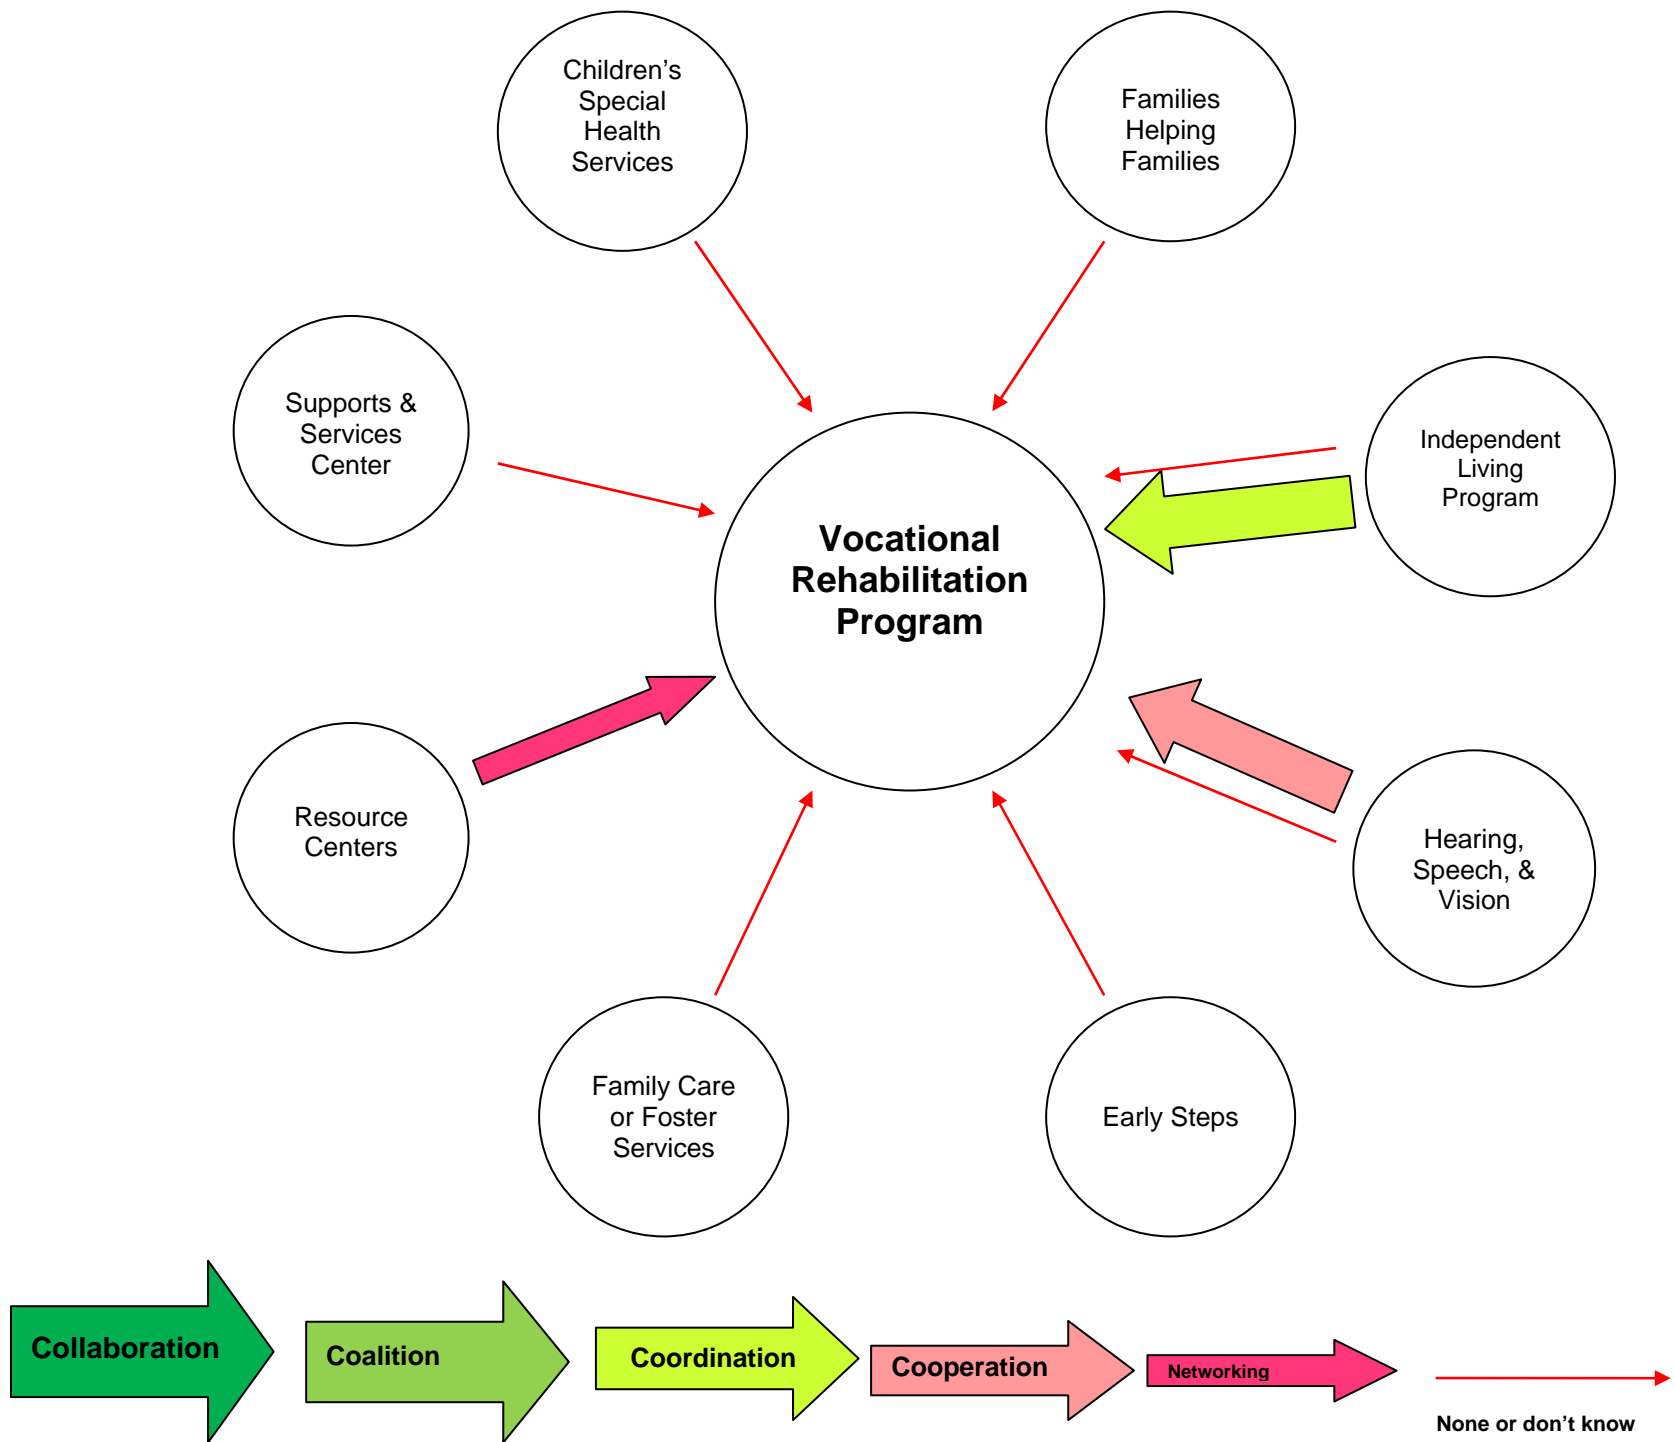 Children’s
Special
Health
Services
Families
Helping
Families
Supports &
Services
Center
Independent
Living
Program
Vocational
Rehabilitation
Program
Resource
Centers
Hearing,
Speech, &
Vision
Family Care
or Foster
Services
Early Steps
Collaboration
Coalition
Coordination
Cooperation
Networking
None or don’t know